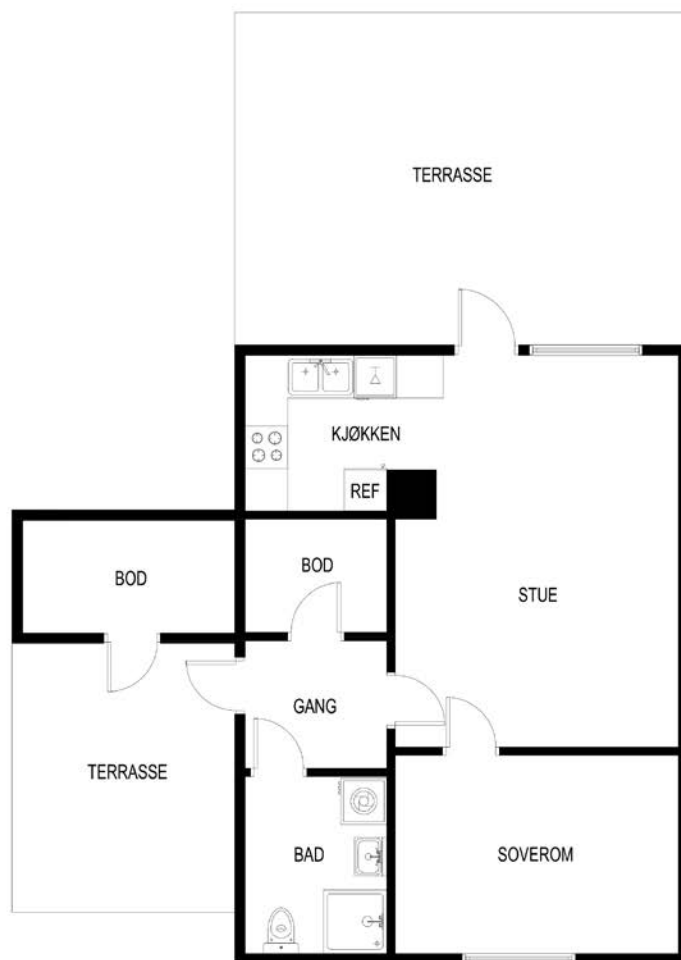 TERRASSE
KJØKKEN
REF
BOD
BOD
STUE
GANG
TERRASSE
BAD
SOVEROM